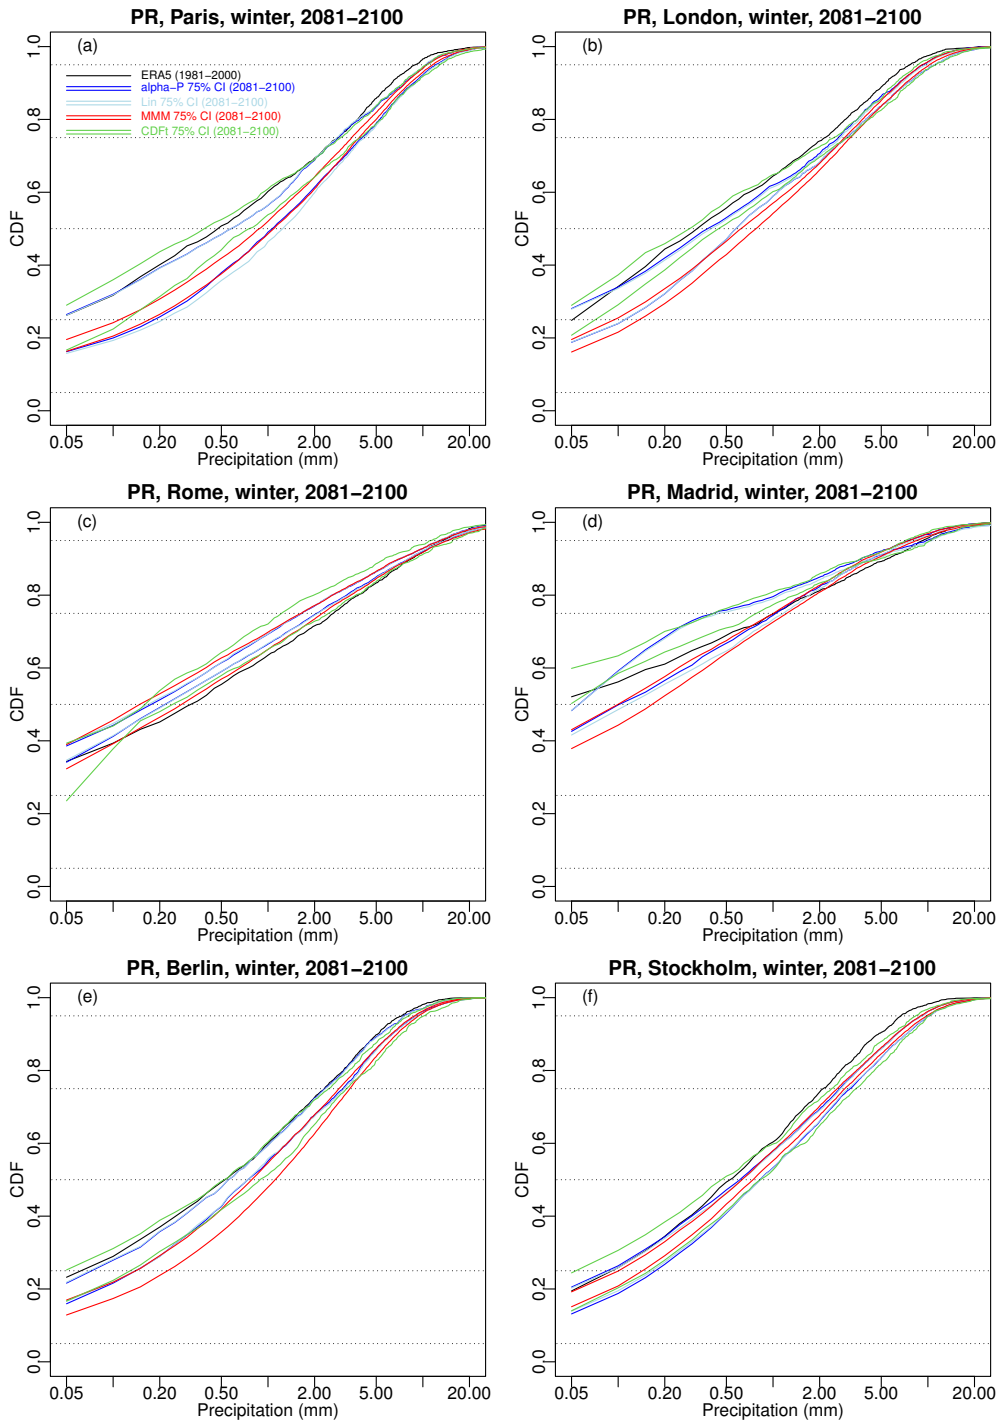 PR, Paris, winter, 2081−2100
(a)
ERA5 (1981−2000)
alpha−P 75% CI (2081−2100)
Lin 75% CI (2081−2100)
MMM 75% CI (2081−2100)
CDFt 75% CI (2081−2100)
CDF
0.0 0.2 0.4 0.6 0.8 1.0
0.05 0.20 0.50 2.00 5.00 20.00
Precipitation (mm)
PR, London, winter, 2081−2100
(b)
CDF
0.0 0.2 0.4 0.6 0.8 1.0
0.05 0.20 0.50 2.00 5.00 20.00
Precipitation (mm)
PR, Rome, winter, 2081−2100
(c)
CDF
0.0 0.2 0.4 0.6 0.8 1.0
0.05 0.20 0.50 2.00 5.00 20.00
Precipitation (mm)
PR, Madrid, winter, 2081−2100
(d)
CDF
0.0 0.2 0.4 0.6 0.8 1.0
0.05 0.20 0.50 2.00 5.00 20.00
Precipitation (mm)
PR, Berlin, winter, 2081−2100
(e)
CDF
0.0 0.2 0.4 0.6 0.8 1.0
0.05 0.20 0.50 2.00 5.00 20.00
Precipitation (mm)
PR, Stockholm, winter, 2081−2100
(f)
CDF
0.0 0.2 0.4 0.6 0.8 1.0
0.05 0.20 0.50 2.00 5.00 20.00
Precipitation (mm)